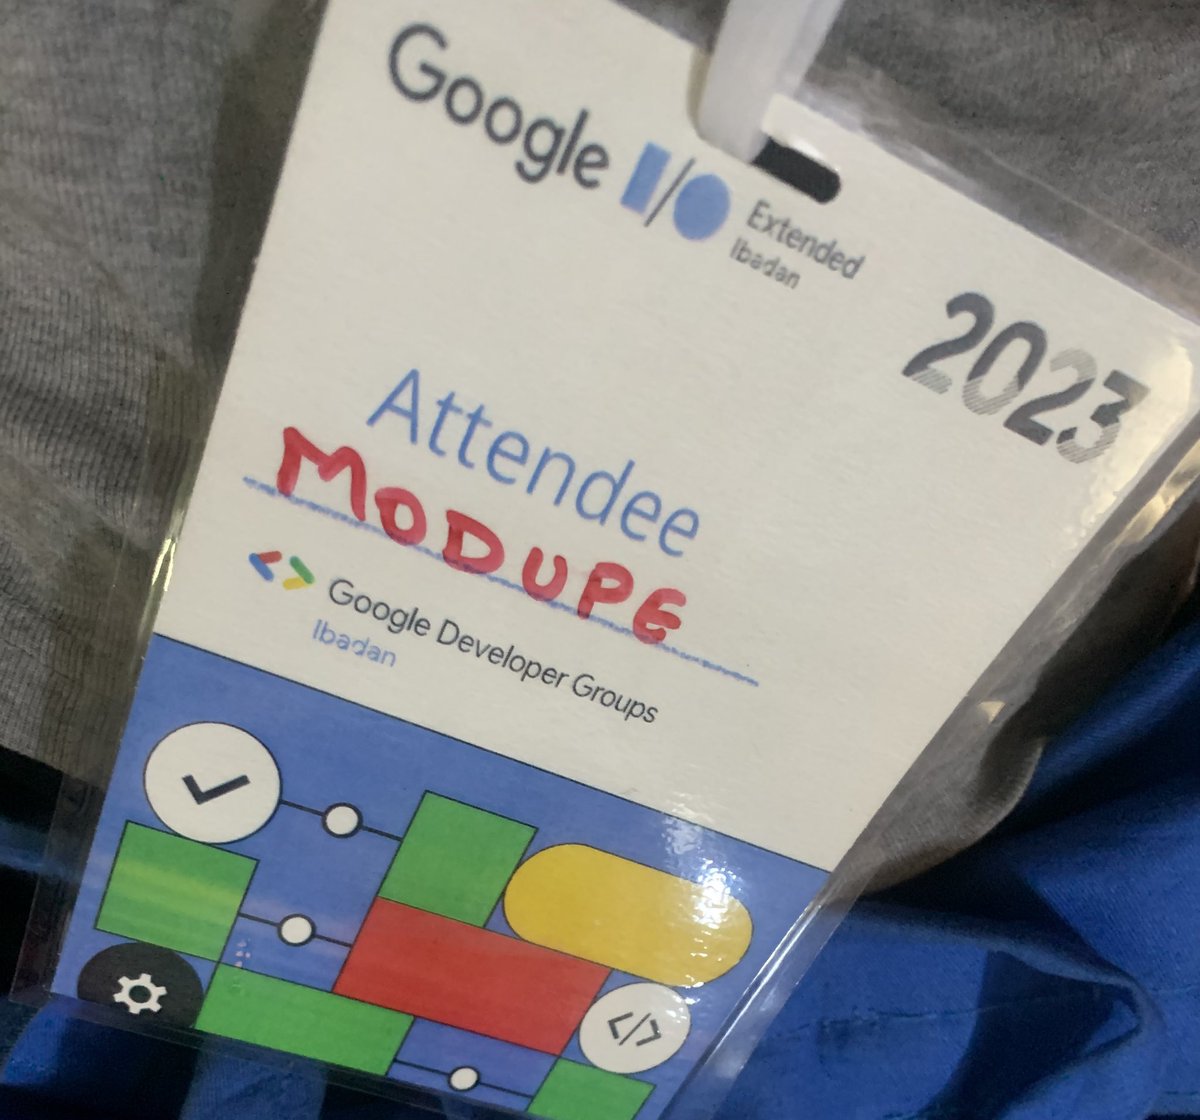 Google I/O Extended
Ibadan
2023
Attendee
MODUPE
Google Developer Groups
Ibadan
</>